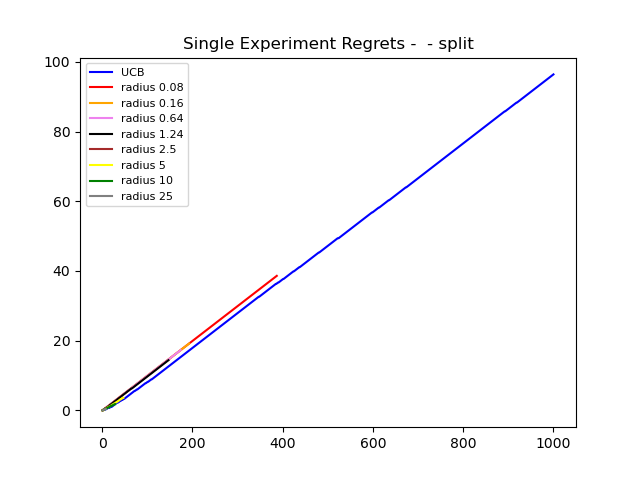 Single Experiment Regrets -  - split
100
80
60
40
20
0
UCB
radius 0.08
radius 0.16
radius 0.64
radius 1.24
radius 2.5
radius 5
radius 10
radius 25
0 200 400 600 800 1000